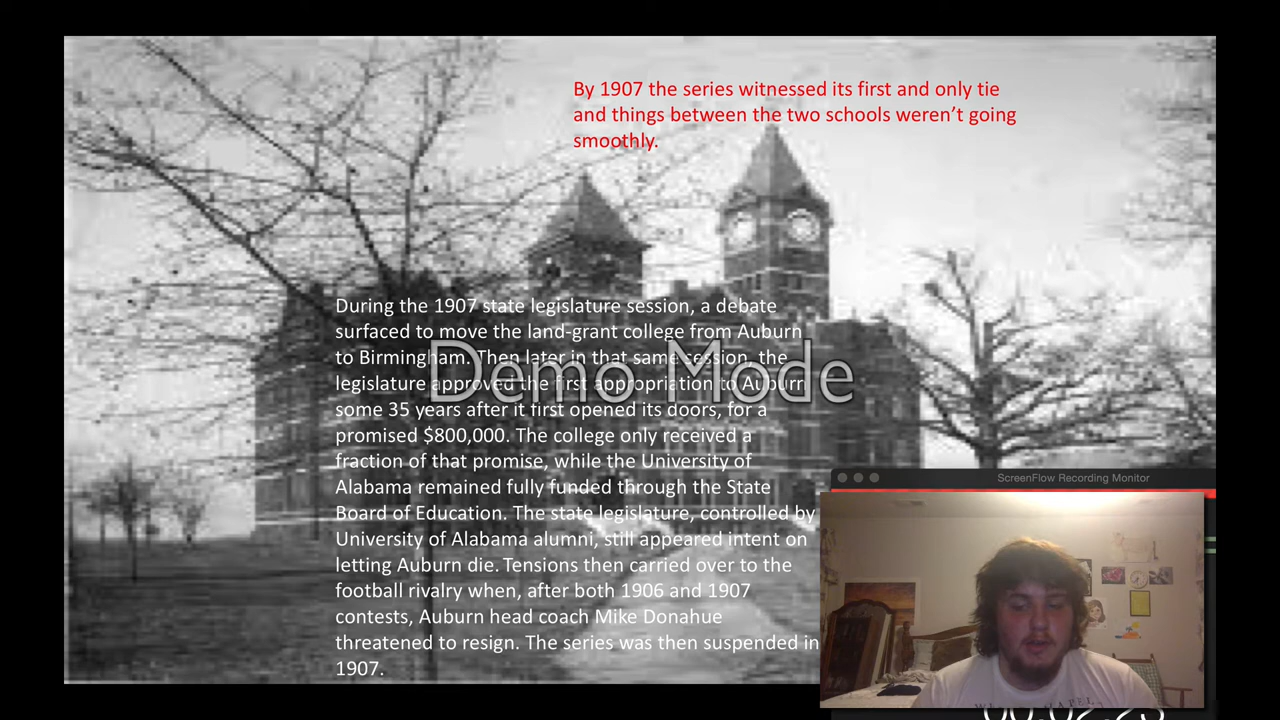 By 1907 the series witnessed its first and only tie
and things between the two schools weren’t going
smoothly.
During the 1907 state legislature session, a debate
surfaced to move the land-grant college from Auburn
to Birmingham. Then later in that same session, the
legislature approved the first appropriation to Auburn
some 35 years after it first opened its doors, for a
promised $800,000. The college only received a
fraction of that promise, while the University of
Alabama remained fully funded through the State
Board of Education. The state legislature, controlled by
University of Alabama alumni, still appeared intent on
letting Auburn die. Tensions then carried over to the
football rivalry when, after both 1906 and 1907
contests, Auburn head coach Mike Donahue
threatened to resign. The series was then suspended in
1907.
Demo Mode
ScreenFlow Recording Monitor